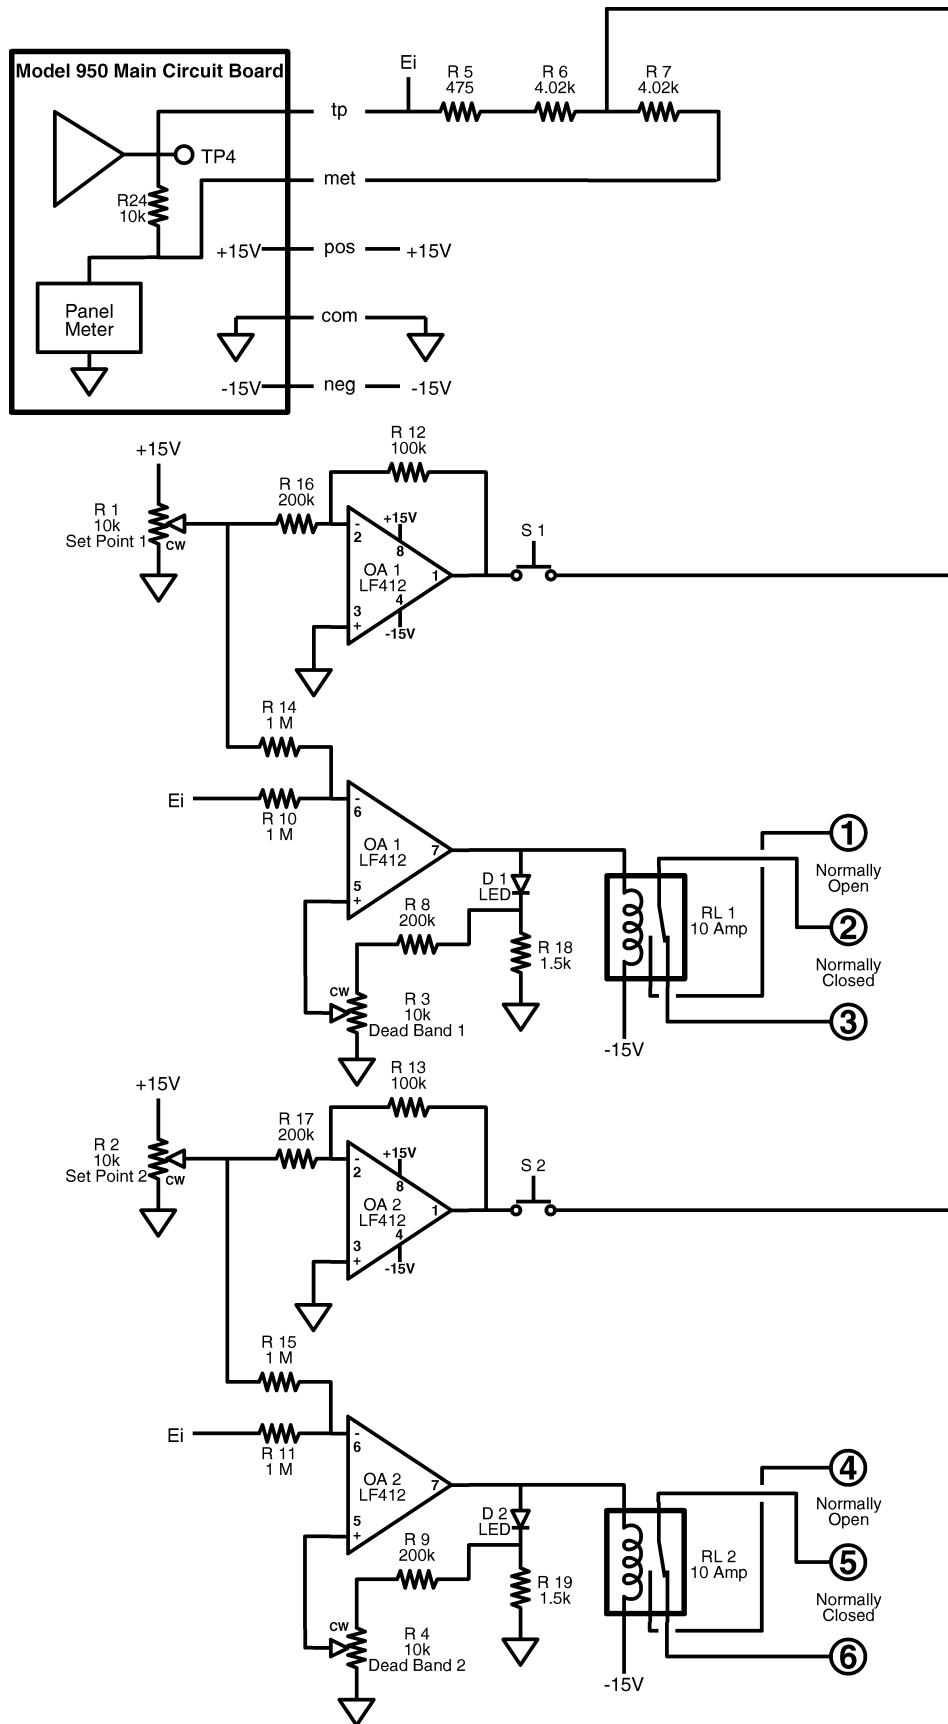 Model 950 Main Circuit Board
TP4
R24
10k
Panel
Meter
+15V
-15V
tp
met
pos
com
neg
+15V
-15V
Ei
R 5
475
R 6
4.02k
R 7
4.02k
+15V
R 1
10k
Set Point 1
CW
R 16
200k
R 12
100k
-
2
+15V
8
OA 1
LF412
1
4
-15V
3
+
S 1
R 14
1 M
Ei
R 10
1 M
-
6
OA 1
LF412
7
5
+
D 1
LED
R 8
200k
R 18
1.5k
CW
R 3
10k
Dead Band 1
RL 1
10 Amp
-15V
1
Normally
Open
2
Normally
Closed
3
+15V
R 2
10k
Set Point 2
CW
R 17
200k
R 13
100k
-
2
+15V
8
OA 2
LF412
1
4
-15V
3
+
S 2
R 15
1 M
Ei
R 11
1 M
-
6
OA 2
LF412
7
5
+
D 2
LED
R 9
200k
R 19
1.5k
CW
R 4
10k
Dead Band 2
RL 2
10 Amp
-15V
4
Normally
Open
5
Normally
Closed
6